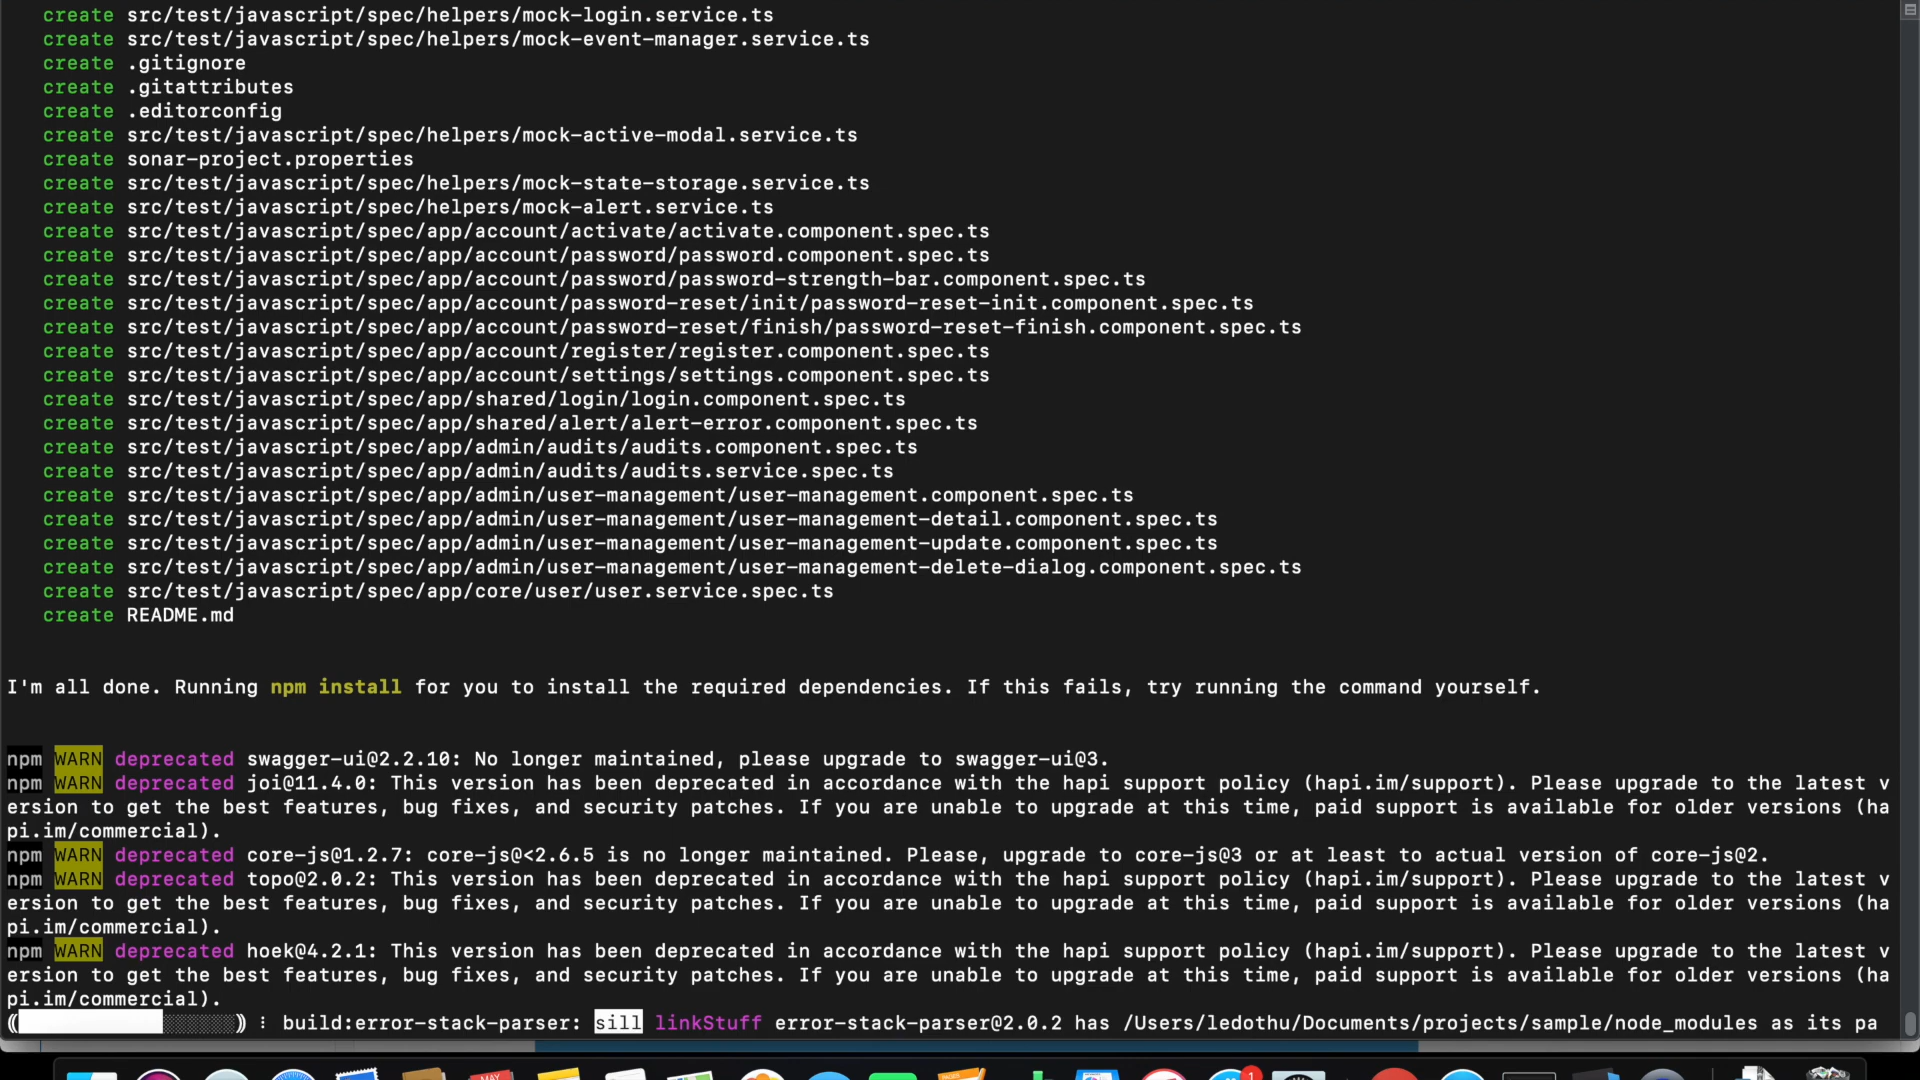 create src/test/javascript/spec/helpers/mock-login.service.ts
create src/test/javascript/spec/helpers/mock-event-manager.service.ts
create .gitignore
create .gitattributes
create .editorconfig
create src/test/javascript/spec/helpers/mock-active-modal.service.ts
create sonar-project.properties
create src/test/javascript/spec/helpers/mock-state-storage.service.ts
create src/test/javascript/spec/helpers/mock-alert.service.ts
create src/test/javascript/spec/app/account/activate/activate.component.spec.ts
create src/test/javascript/spec/app/account/password/password.component.spec.ts
create src/test/javascript/spec/app/account/password/password-strength-bar.component.spec.ts
create src/test/javascript/spec/app/account/password-reset/init/password-reset-init.component.spec.ts
create src/test/javascript/spec/app/account/password-reset/finish/password-reset-finish.component.spec.ts
create src/test/javascript/spec/app/account/register/register.component.spec.ts
create src/test/javascript/spec/app/account/settings/settings.component.spec.ts
create src/test/javascript/spec/app/shared/login/login.component.spec.ts
create src/test/javascript/spec/app/shared/alert/alert-error.component.spec.ts
create src/test/javascript/spec/app/admin/audits/audits.component.spec.ts
create src/test/javascript/spec/app/admin/audits/audits.service.spec.ts
create src/test/javascript/spec/app/admin/user-management/user-management.component.spec.ts
create src/test/javascript/spec/app/admin/user-management/user-management-detail.component.spec.ts
create src/test/javascript/spec/app/admin/user-management/user-management-update.component.spec.ts
create src/test/javascript/spec/app/admin/user-management/user-management-delete-dialog.component.spec.ts
create src/test/javascript/spec/app/core/user/user.service.spec.ts
create README.md
I'm all done. Running npm install for you to install the required dependencies. If this fails, try running the command yourself.
npm WARN deprecated swagger-ui@2.2.10: No longer maintained, please upgrade to swagger-ui@3.
npm WARN deprecated joi@11.4.0: This version has been deprecated in accordance with the hapi support policy (hapi.im/support). Please upgrade to the latest v
ersion to get the best features, bug fixes, and security patches. If you are unable to upgrade at this time, paid support is available for older versions (ha
pi.im/commercial).
npm WARN deprecated core-js@1.2.7: core-js@<2.6.5 is no longer maintained. Please, upgrade to core-js@3 or at least to actual version of core-js@2.
npm WARN deprecated topo@2.0.2: This version has been deprecated in accordance with the hapi support policy (hapi.im/support). Please upgrade to the latest v
ersion to get the best features, bug fixes, and security patches. If you are unable to upgrade at this time, paid support is available for older versions (ha
pi.im/commercial).
npm WARN deprecated hoek@4.2.1: This version has been deprecated in accordance with the hapi support policy (hapi.im/support). Please upgrade to the latest v
ersion to get the best features, bug fixes, and security patches. If you are unable to upgrade at this time, paid support is available for older versions (ha
pi.im/commercial).
⸨       ░░░░░░⸩ ⠸ build:error-stack-parser: sill linkStuff error-stack-parser@2.0.2 has /Users/ledothu/Documents/projects/sample/node_modules as its pa
MAY
1